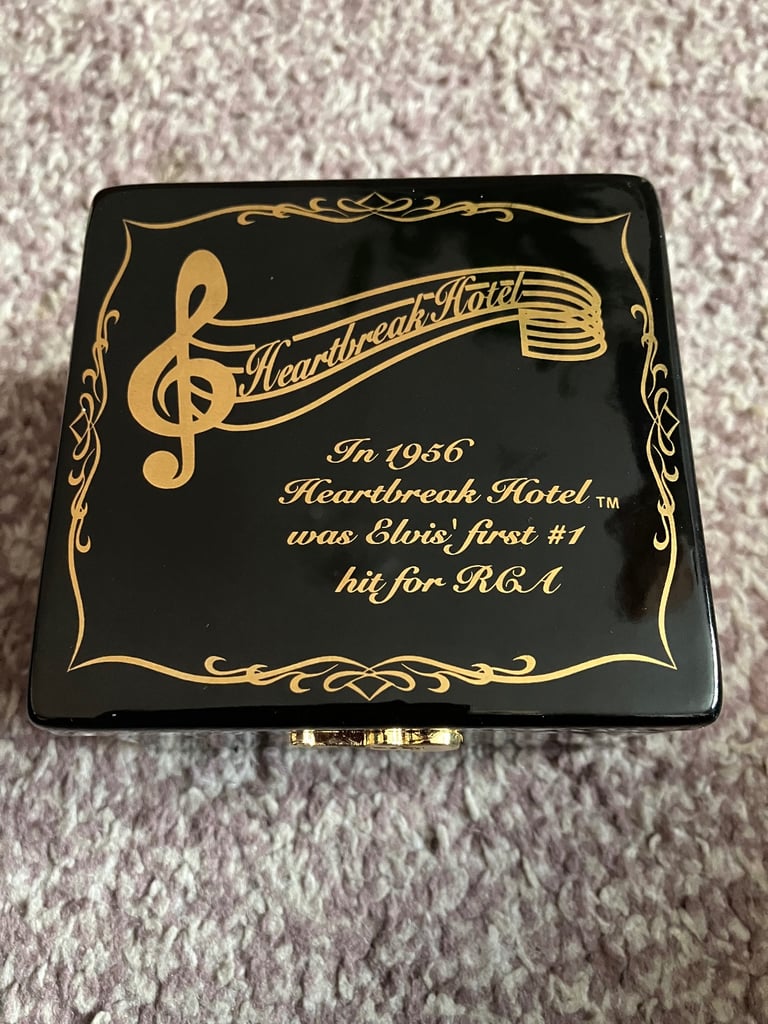 Heartbreak Hotel
In 1956
Heartbreak Hotel ™
was Elvis' first #1
hit for RCA